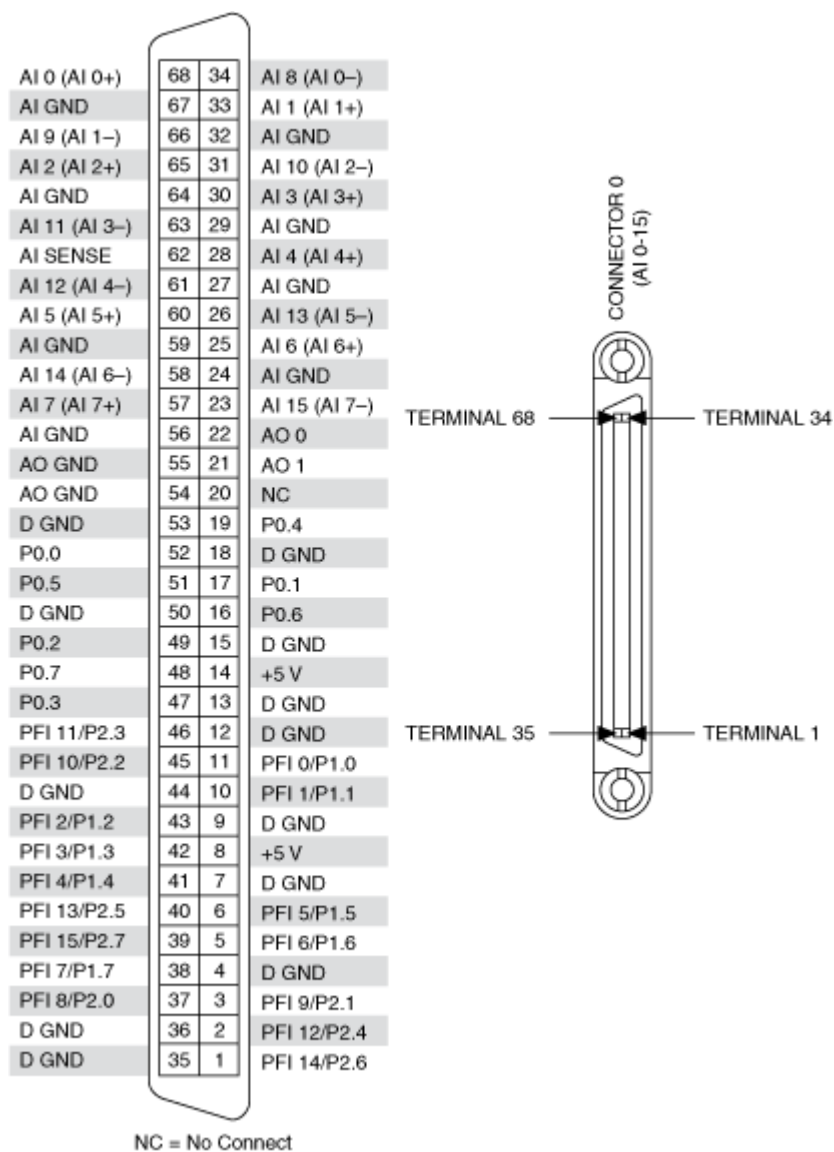 AI 0 (AI 0+) 68 34 AI 8 (AI 0–)
AI GND 67 33 AI 1 (AI 1+)
AI 9 (AI 1–) 66 32 AI GND
AI 2 (AI 2+) 65 31 AI 10 (AI 2–)
AI GND 64 30 AI 3 (AI 3+)
AI 11 (AI 3–) 63 29 AI GND
AI SENSE 62 28 AI 4 (AI 4+)
AI 12 (AI 4–) 61 27 AI GND
AI 5 (AI 5+) 60 26 AI 13 (AI 5–)
AI GND 59 25 AI 6 (AI 6+)
AI 14 (AI 6–) 58 24 AI GND
AI 7 (AI 7+) 57 23 AI 15 (AI 7–)
AI GND 56 22 AO 0
AO GND 55 21 AO 1
AO GND 54 20 NC
D GND 53 19 P0.4
P0.0 52 18 D GND
P0.5 51 17 P0.1
D GND 50 16 P0.6
P0.2 49 15 D GND
P0.7 48 14 +5 V
P0.3 47 13 D GND
PFI 11/P2.3 46 12 D GND
PFI 10/P2.2 45 11 PFI 0/P1.0
D GND 44 10 PFI 1/P1.1
PFI 2/P1.2 43 9 D GND
PFI 3/P1.3 42 8 +5 V
PFI 4/P1.4 41 7 D GND
PFI 13/P2.5 40 6 PFI 5/P1.5
PFI 15/P2.7 39 5 PFI 6/P1.6
PFI 7/P1.7 38 4 D GND
PFI 8/P2.0 37 3 PFI 9/P2.1
D GND 36 2 PFI 12/P2.4
D GND 35 1 PFI 14/P2.6
NC = No Connect
CONNECTOR 0
(AI 0-15)
TERMINAL 68
TERMINAL 34
TERMINAL 35
TERMINAL 1